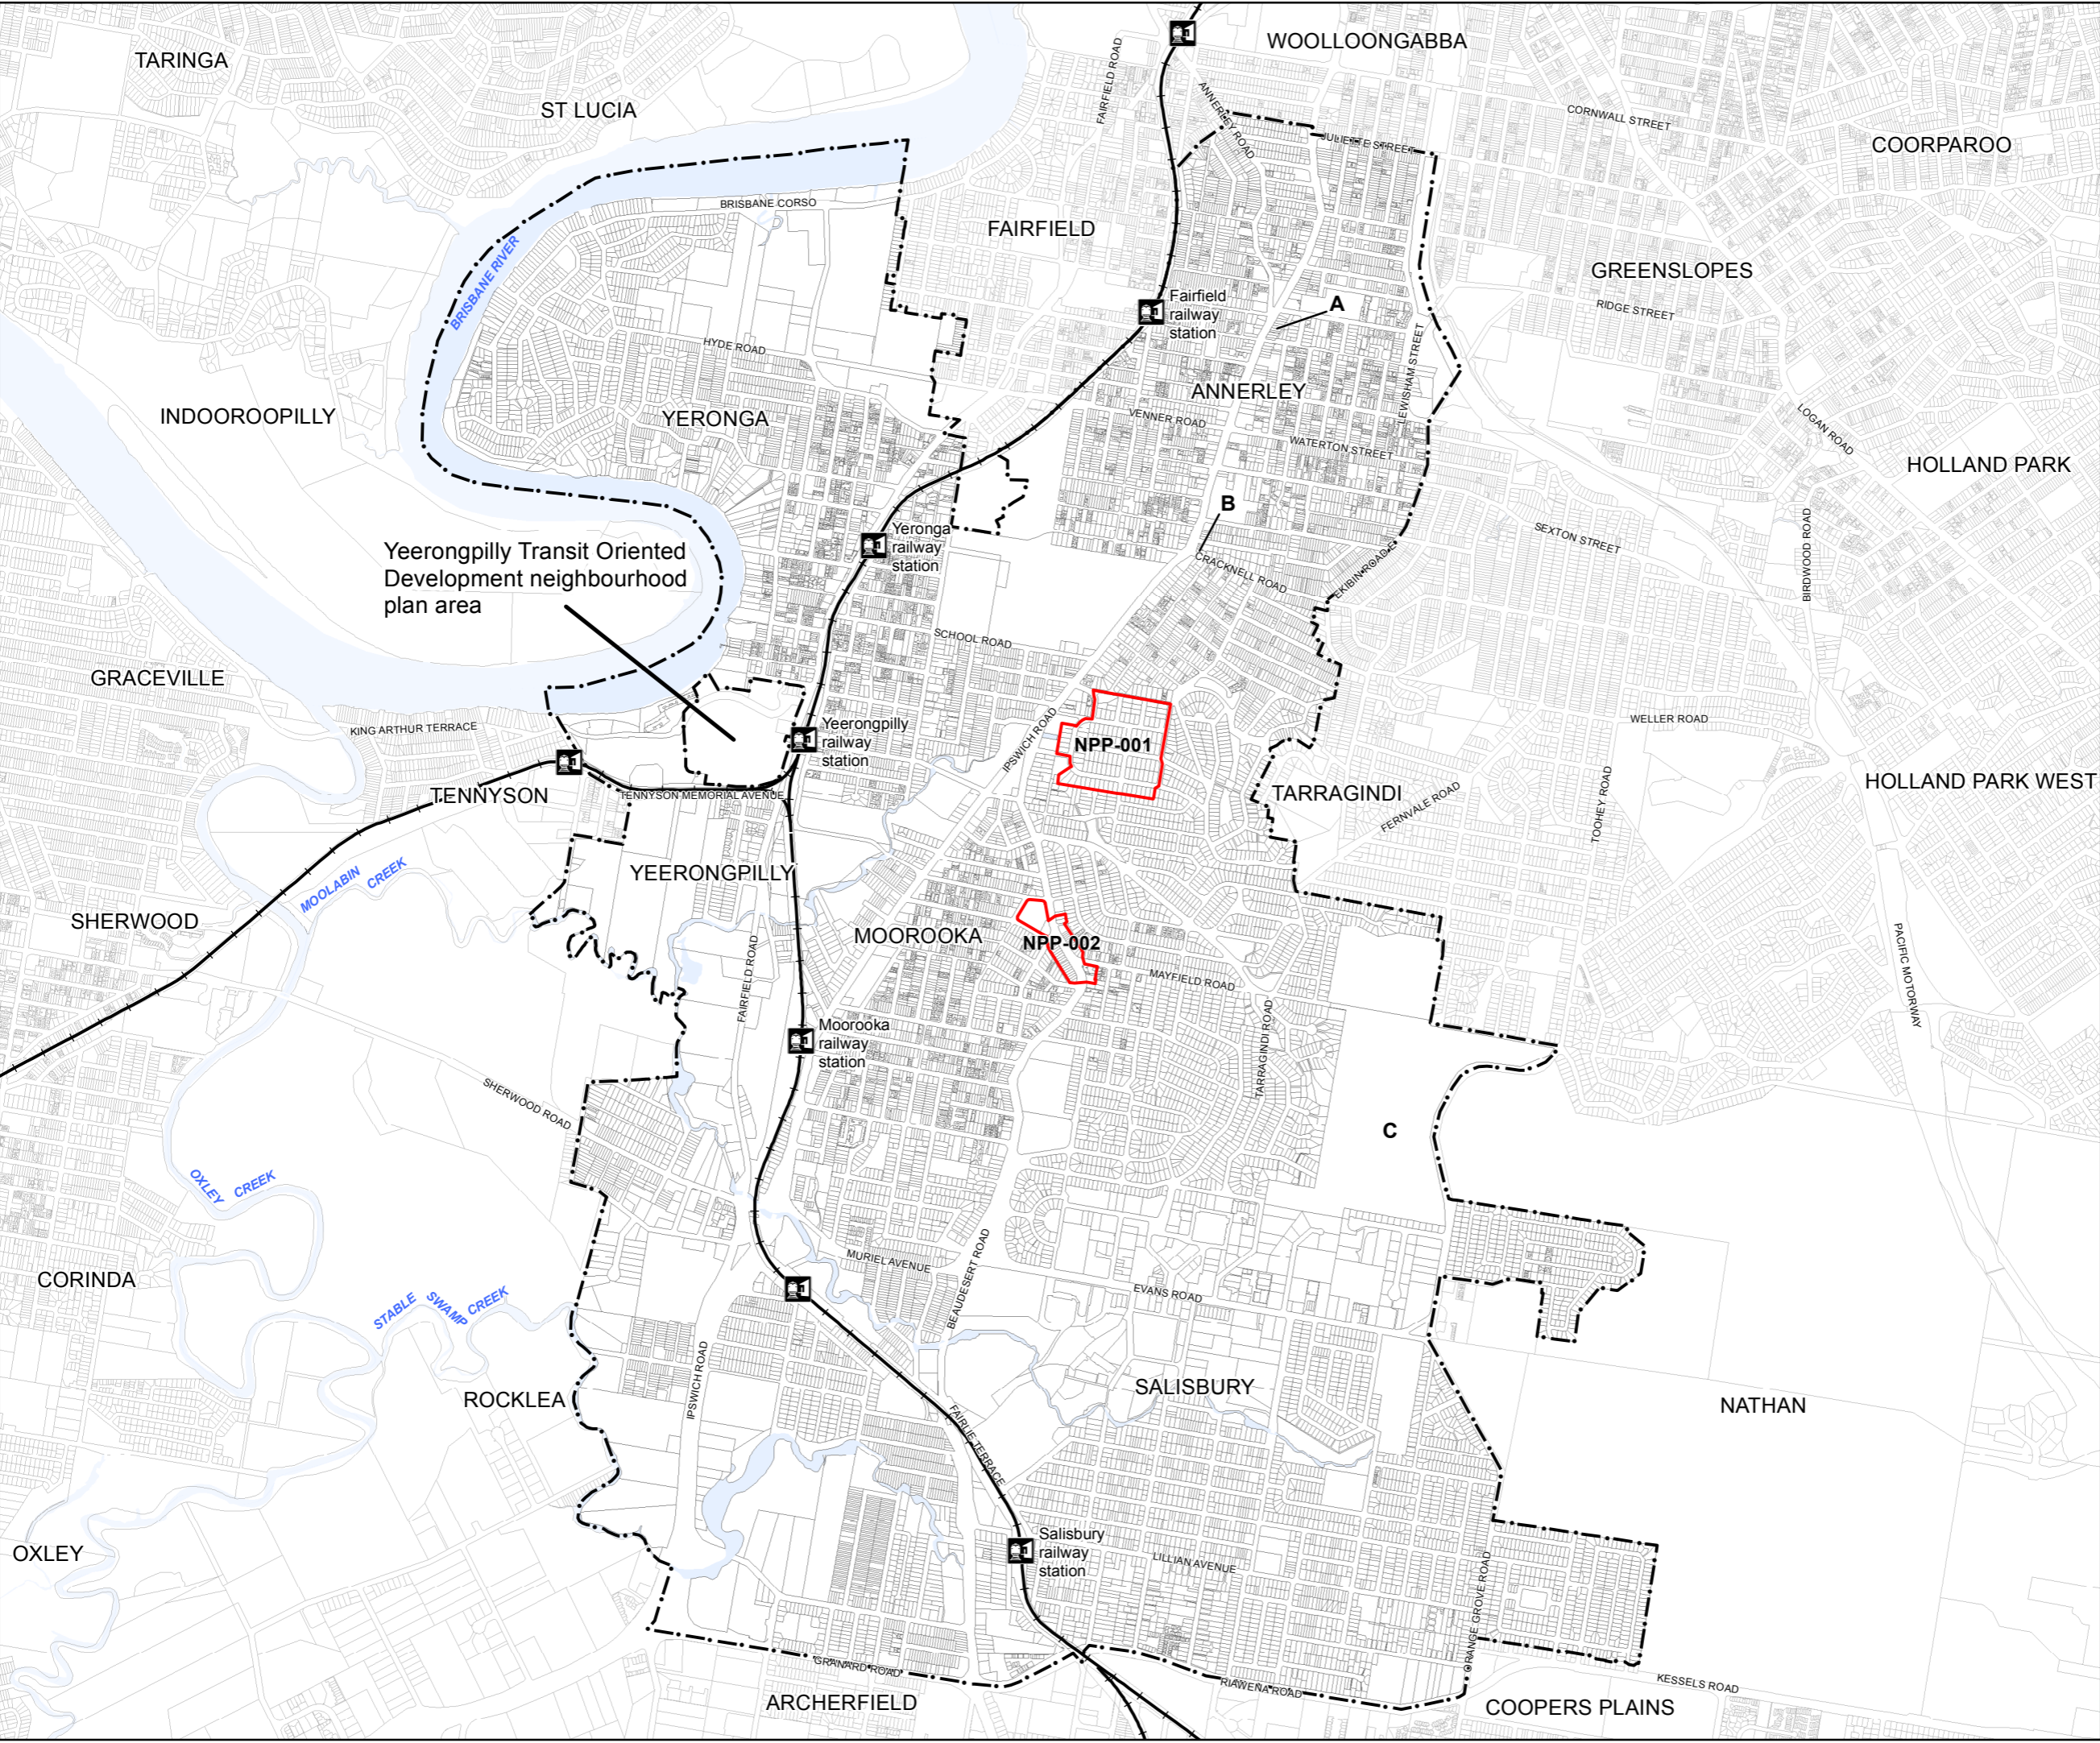 WOOLLOONGABBA
TARINGA
FAIRFIELD ROAD
ST LUCIA
ANNERLEY ROAD
CORNWALL STREET
JULIETTE STREET
COORPAROO
BRISBANE CORSO
FAIRFIELD
BRISBANE RIVER
GREENSLOPES
Fairfield
railway
station
A
RIDGE STREET
HYDE ROAD
LEWISHAM STREET
ANNERLEY
INDOOROOPILLY
YERONGA
VENNER ROAD
WATERTON STREET
LOGAN ROAD
HOLLAND PARK
B
Yeronga
railway
station
SEXTON STREET
BIRDWOOD ROAD
Yeerongpilly Transit Oriented
Development neighbourhood
plan area
CRACKNELL ROAD
EKIBIN ROAD E
SCHOOL ROAD
GRACEVILLE
KING ARTHUR TERRACE
Yeerongpilly
railway
station
IPSWICH ROAD
NPP-001
WELLER ROAD
HOLLAND PARK WEST
TENNYSON
TENNYSON MEMORIAL AVENUE
TARRAGINDI
FERNVALE ROAD
TOOHEY ROAD
MOOLABIN CREEK
YEERONGPILLY
SHERWOOD
MOOROOKA
NPP-002
FAIRFIELD ROAD
MAYFIELD ROAD
PACIFIC MOTORWAY
Moorooka
railway
station
TARRAGINDI ROAD
SHERWOOD ROAD
C
OXLEY CREEK
MURIEL AVENUE
BEAUDESERT ROAD
EVANS ROAD
CORINDA
STABLE SWAMP CREEK
IPSWICH ROAD
ROCKLEA
SALISBURY
NATHAN
FAIRLIE TERRACE
OXLEY
Salisbury
railway
station
LILLIAN AVENUE
ORANGE GROVE ROAD
GRANARD ROAD
RIAWENA ROAD
KESSELS ROAD
ARCHERFIELD
COOPERS PLAINS